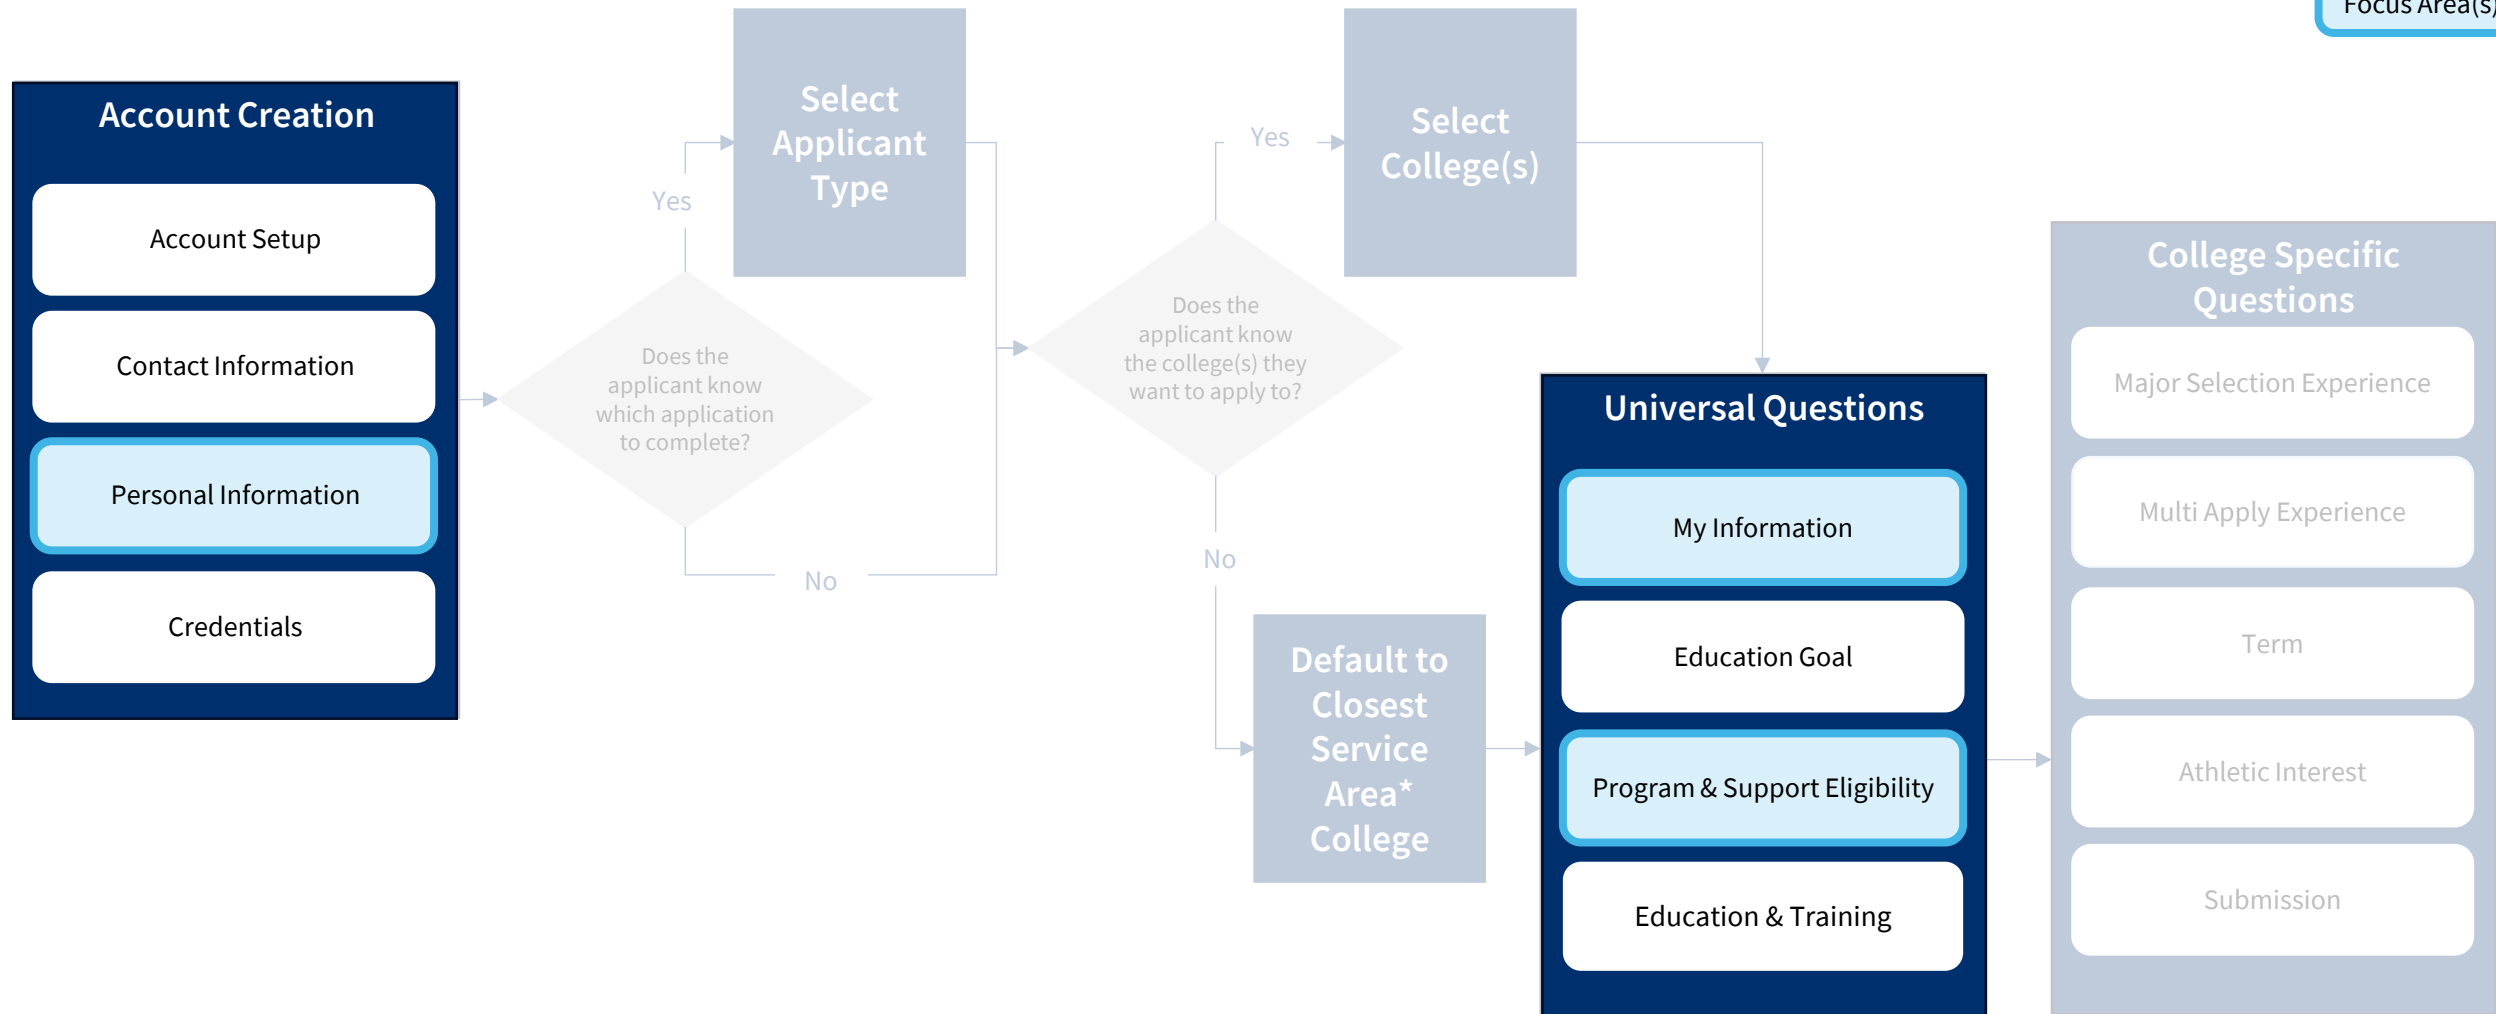 Focus Area(s)
Account Creation
Account Setup
Contact Information
Personal Information
Credentials
Does the
applicant know
which application
to complete?
Yes
No
Select
Applicant
Type
Does the
applicant know
the college(s) they
want to apply to?
Yes
No
Select
College(s)
Default to
Closest
Service
Area*
College
Universal Questions
My Information
Education Goal
Program & Support Eligibility
Education & Training
College Specific
Questions
Major Selection Experience
Multi Apply Experience
Term
Athletic Interest
Submission